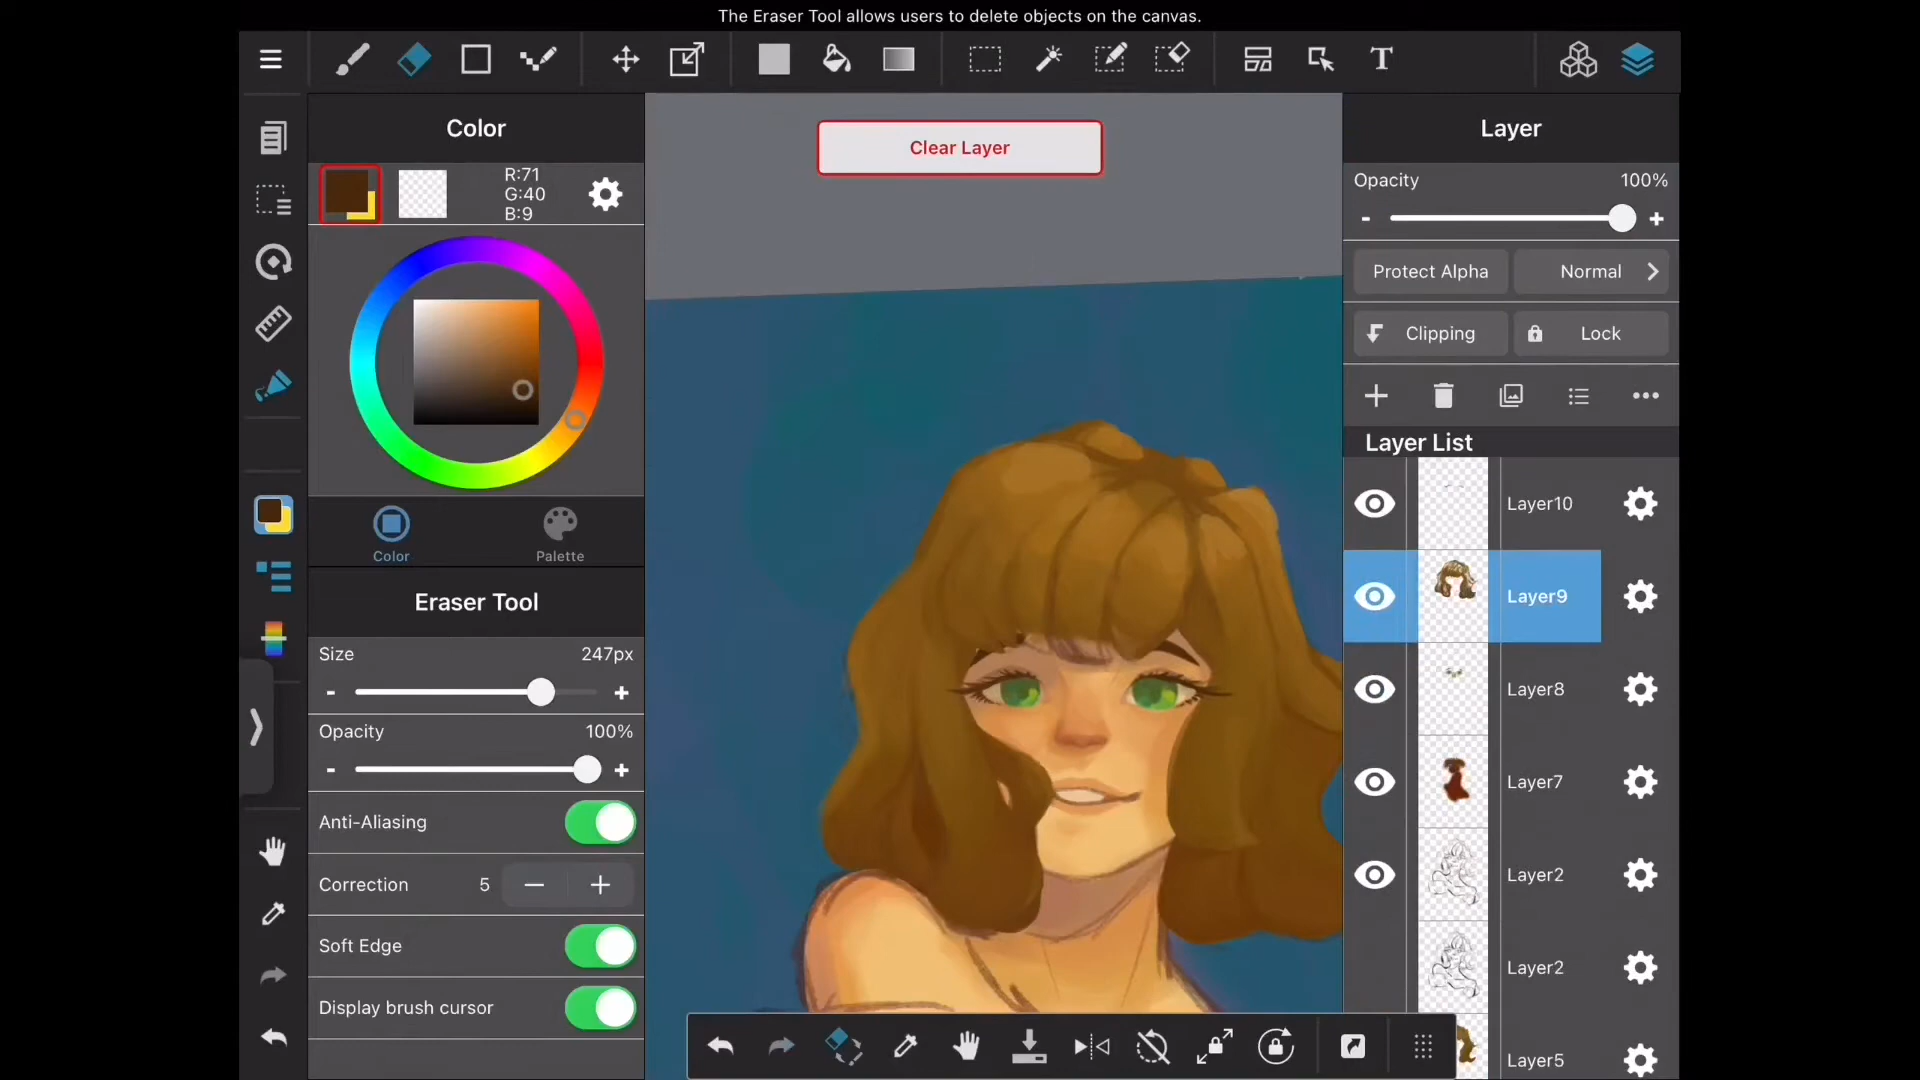 The Eraser Tool allows users to delete objects on the canvas.
T
Color
R:71
G:40
B:9
Color
Palette
Eraser Tool
Size 247px
- +
Opacity 100%
- +
Anti-Aliasing
Correction 5 − +
Soft Edge
Display brush cursor
Clear Layer
Layer
Opacity 100%
- +
Protect Alpha Normal
Clipping Lock
Layer List
Layer10
Layer9
Layer8
Layer7
Layer2
Layer2
Layer5